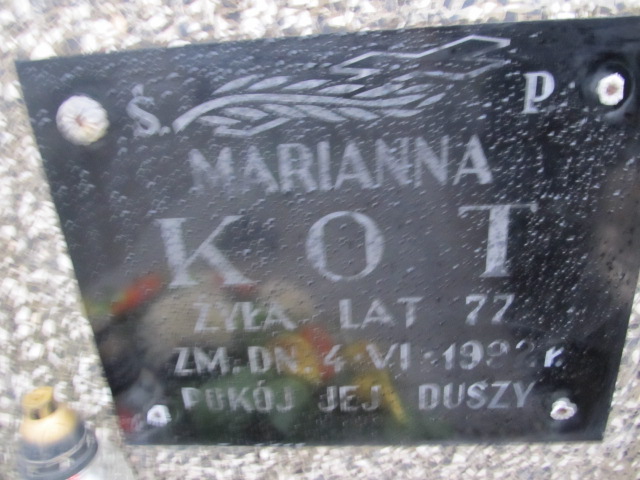 Ś. P
MARIANNA
KOT
ŻYŁA LAT 77
ZM. DN. 4 VI R.
POKÓJ JEJ DUSZY